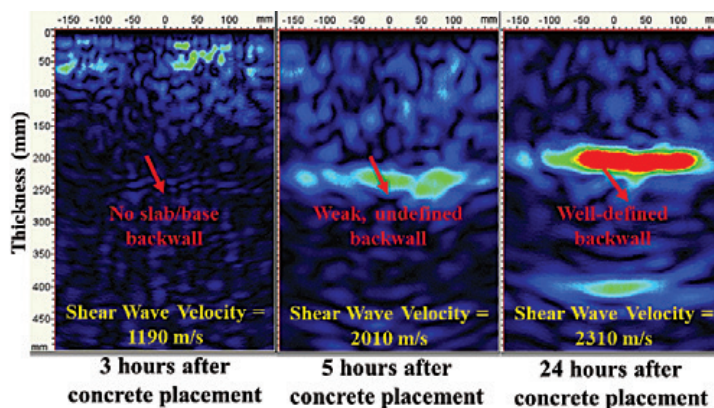 -150 -100 -50 0 50 100 mm
-150 -100 -50 0 50 100 150
-150 -100 -50 0 50 100 mm
Thickness (mm)
0
50
100
150
200
250
300
350
400
450
mm
No slab/base
backwall
Shear Wave Velocity =
1190 m/s
Weak, undefined
backwall
Shear Wave Velocity =
2010 m/s
Well-defined
backwall
Shear Wave Velocity =
2310 m/s
3 hours after
concrete placement
5 hours after
concrete placement
24 hours after
concrete placement